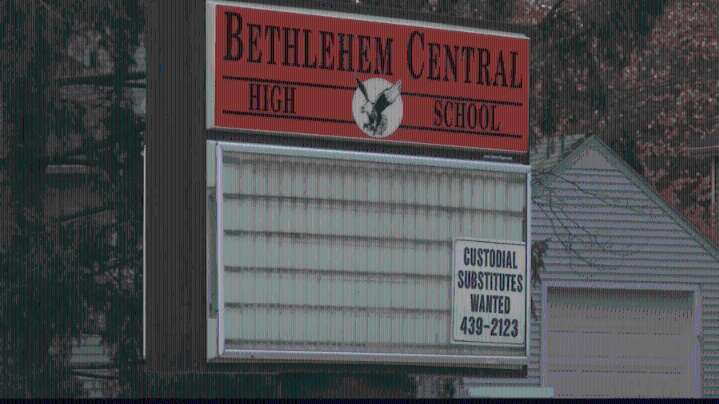 BETHLEHEM CENTRAL
HIGH SCHOOL
CUSTODIAL
SUBSTITUTES
WANTED
439-2123